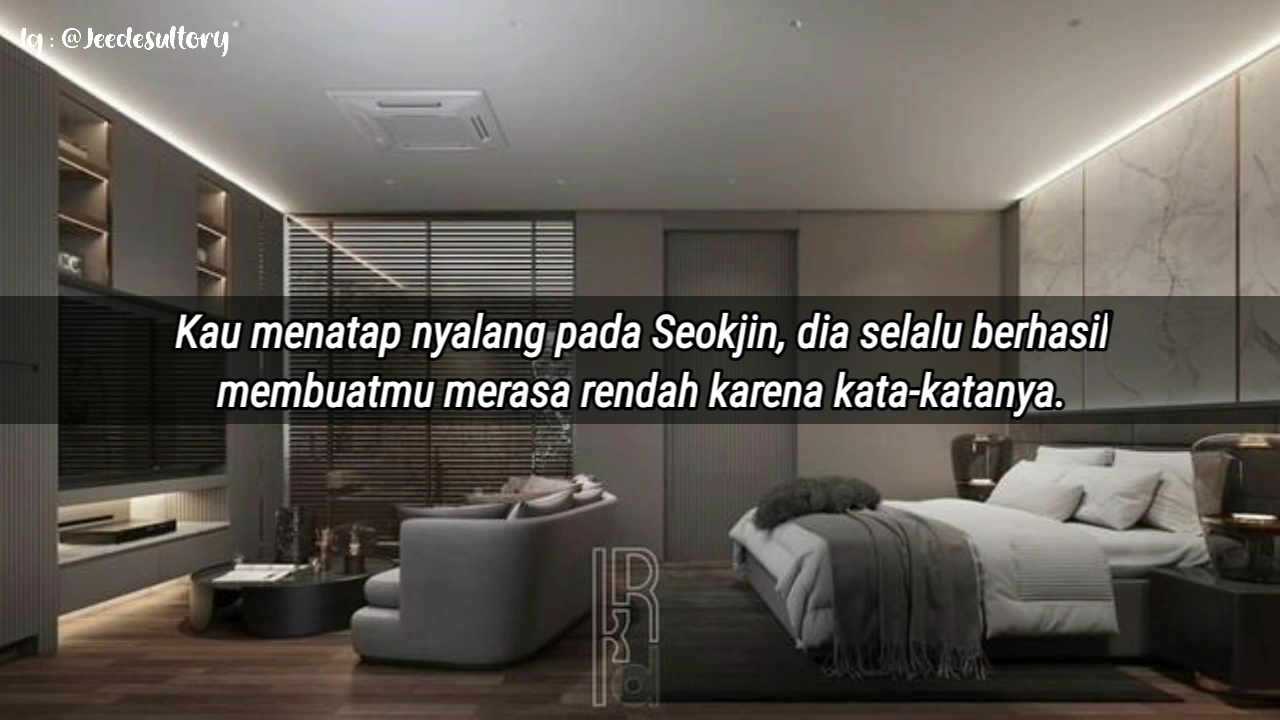 Ig : @Jeedesultory
Kau menatap nyalang pada Seokjin, dia selalu berhasil
membuatmu merasa rendah karena kata-katanya.